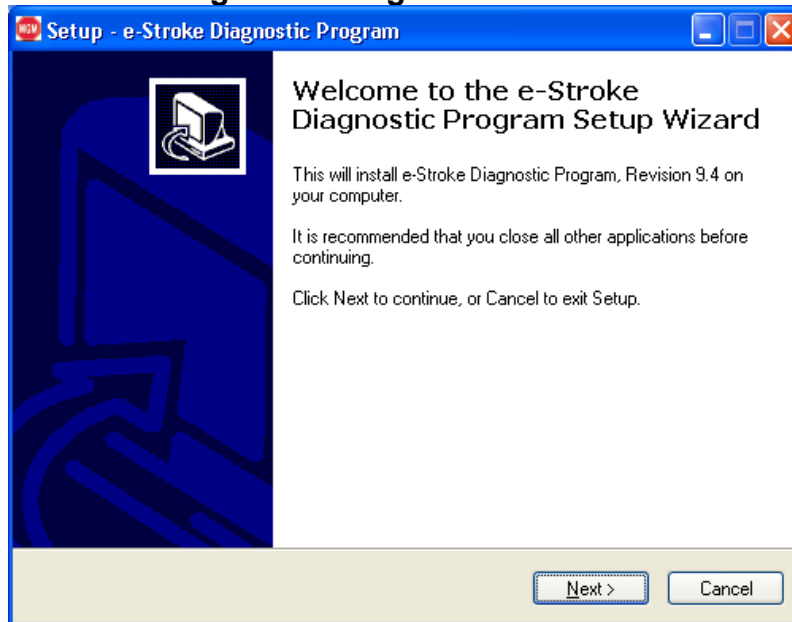 MGM Setup - e-Stroke Diagnostic Program
Welcome to the e-Stroke
Diagnostic Program Setup Wizard
This will install e-Stroke Diagnostic Program, Revision 9.4 on
your computer.
It is recommended that you close all other applications before
continuing.
Click Next to continue, or Cancel to exit Setup.
Next > Cancel